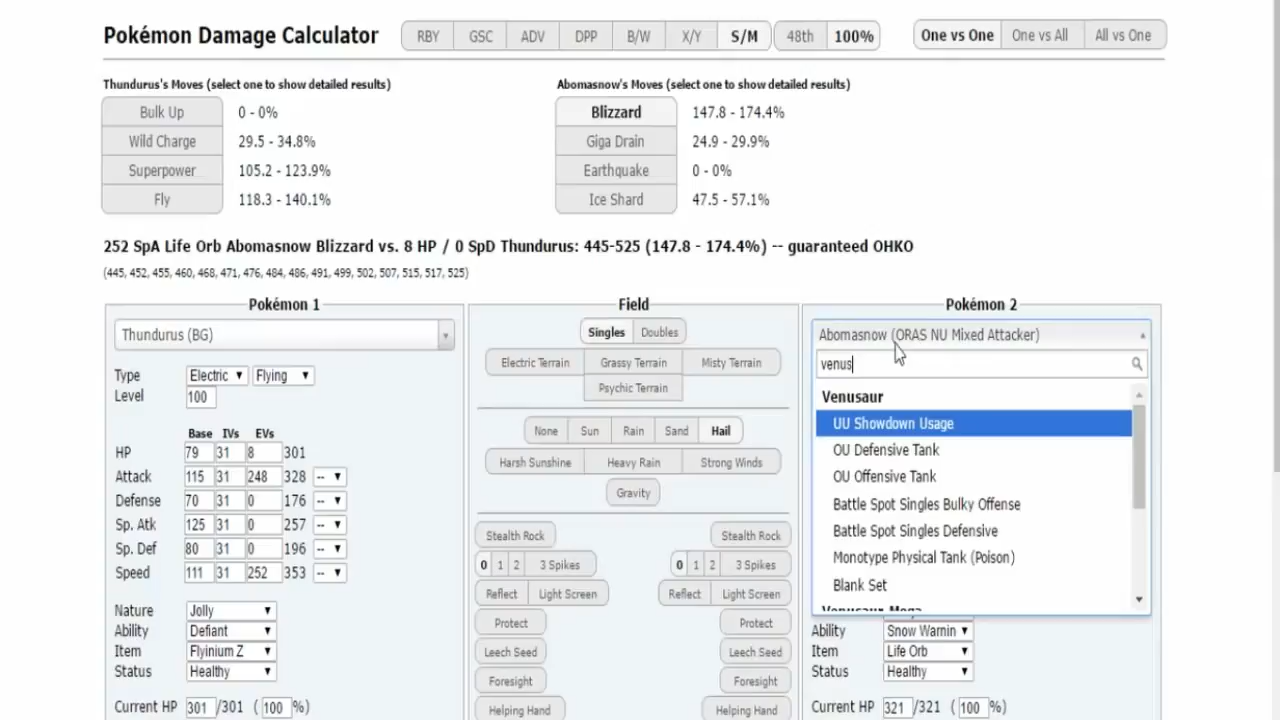 Pokémon Damage Calculator RBY GSC ADV DPP B/W X/Y S/M 48th 100% One vs One One vs All All vs One
Thundurus's Moves (select one to show detailed results) Abomasnow's Moves (select one to show detailed results)
Bulk Up 0 - 0% Blizzard 147.8 - 174.4%
Wild Charge 29.5 - 34.8% Giga Drain 24.9 - 29.9%
Superpower 105.2 - 123.9% Earthquake 0 - 0%
Fly 118.3 - 140.1% Ice Shard 47.5 - 57.1%
252 SpA Life Orb Abomasnow Blizzard vs. 8 HP / 0 SpD Thundurus: 445-525 (147.8 - 174.4%) -- guaranteed OHKO
(445, 452, 455, 460, 468, 471, 476, 484, 486, 491, 499, 502, 507, 515, 517, 525)
Pokémon 1
Thundurus (BG)
Type Electric Flying
Level 100
Base IVs EVs
HP 79 31 8 301
Attack 115 31 248 328 --
Defense 70 31 0 176 --
Sp. Atk 125 31 0 257 --
Sp. Def 80 31 0 196 --
Speed 111 31 252 353 --
Nature Jolly
Ability Defiant
Item Flyinium Z
Status Healthy
Current HP 301 /301 ( 100 %)
Field
Singles Doubles
Electric Terrain Grassy Terrain Misty Terrain
Psychic Terrain
None Sun Rain Sand Hail
Harsh Sunshine Heavy Rain Strong Winds
Gravity
Stealth Rock Stealth Rock
0 1 2 3 Spikes 0 1 2 3 Spikes
Reflect Light Screen Reflect Light Screen
Protect Protect
Leech Seed Leech Seed
Foresight Foresight
Helping Hand Helping Hand
Pokémon 2
Abomasnow (ORAS NU Mixed Attacker)
venus
Venusaur
UU Showdown Usage
OU Defensive Tank
OU Offensive Tank
Battle Spot Singles Bulky Offense
Battle Spot Singles Defensive
Monotype Physical Tank (Poison)
Blank Set
Venusaur Mega
Ability Snow Warnin
Item Life Orb
Status Healthy
Current HP 321 /321 ( 100 %)